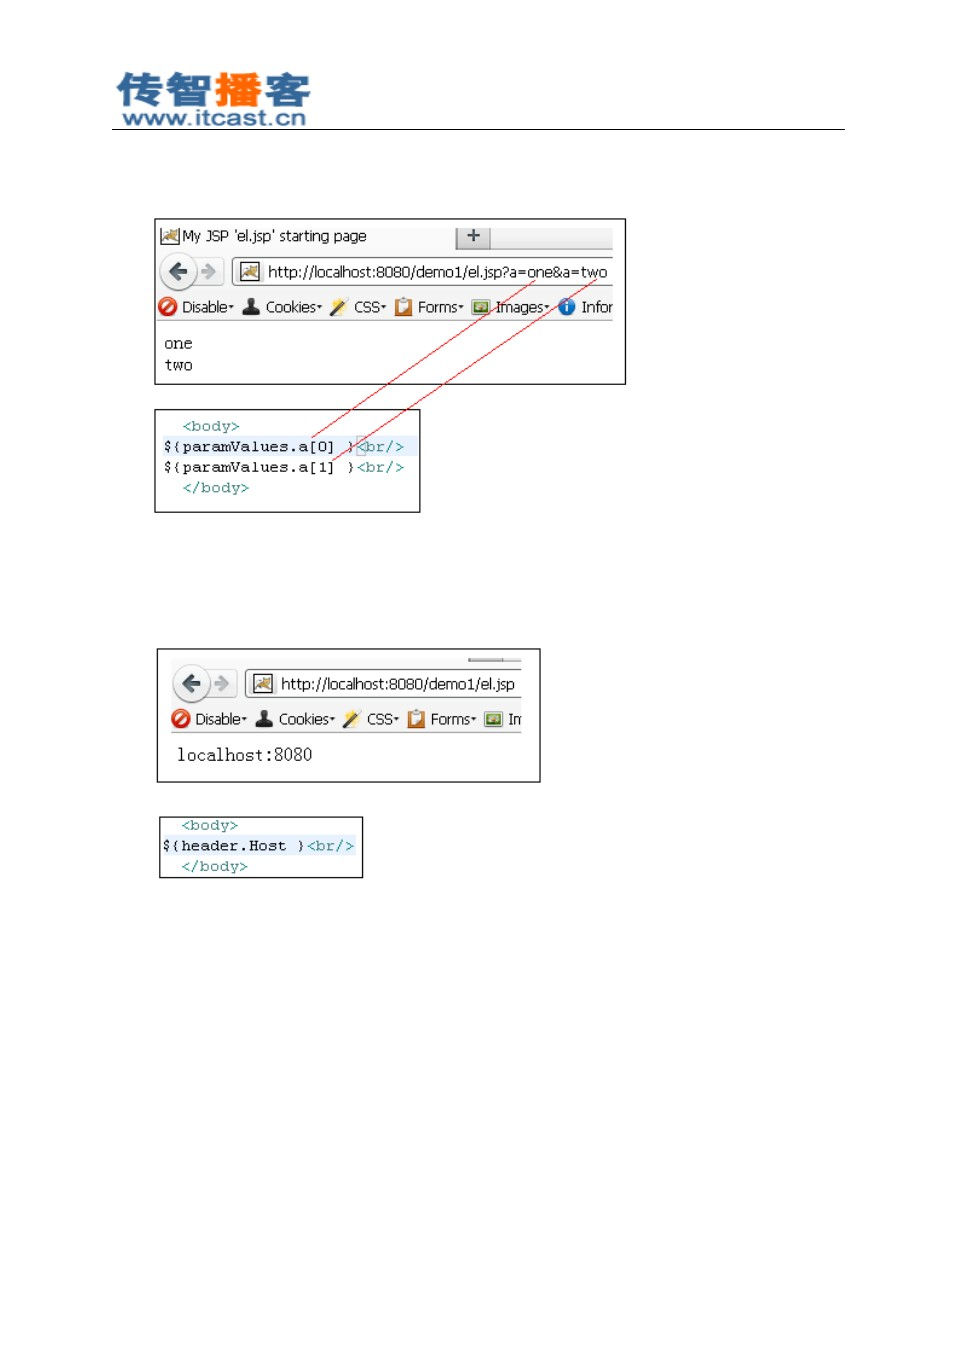 传智播客
www.itcast.cn
My JSP 'el.jsp' starting page
http://localhost:8080/demo1/el.jsp?a=one&a=two
Disable Cookies CSS Forms Images Infor
one
two
<body>
${paramValues.a[0] }<br/>
${paramValues.a[1] }<br/>
</body>
http://localhost:8080/demo1/el.jsp
Disable Cookies CSS Forms
localhost:8080
<body>
${header.Host }<br/>
</body>